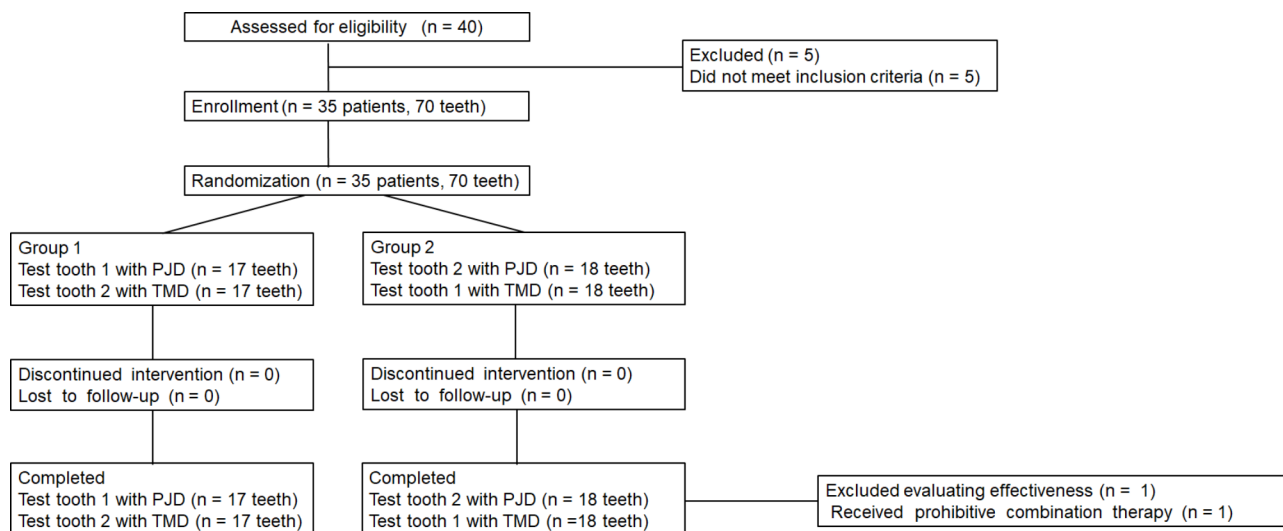 Assessed for eligibility (n = 40)
Excluded (n = 5)
Did not meet inclusion criteria (n = 5)
Enrollment (n = 35 patients, 70 teeth)
Randomization (n = 35 patients, 70 teeth)
Group 1
Test tooth 1 with PJD (n = 17 teeth)
Test tooth 2 with TMD (n = 17 teeth)
Group 2
Test tooth 2 with PJD (n = 18 teeth)
Test tooth 1 with TMD (n = 18 teeth)
Discontinued intervention (n = 0)
Lost to follow-up (n = 0)
Discontinued intervention (n = 0)
Lost to follow-up (n = 0)
Completed
Test tooth 1 with PJD (n = 17 teeth)
Test tooth 2 with TMD (n = 17 teeth)
Completed
Test tooth 2 with PJD (n = 18 teeth)
Test tooth 1 with TMD (n =18 teeth)
Excluded evaluating effectiveness (n = 1)
Received prohibitive combination therapy (n = 1)